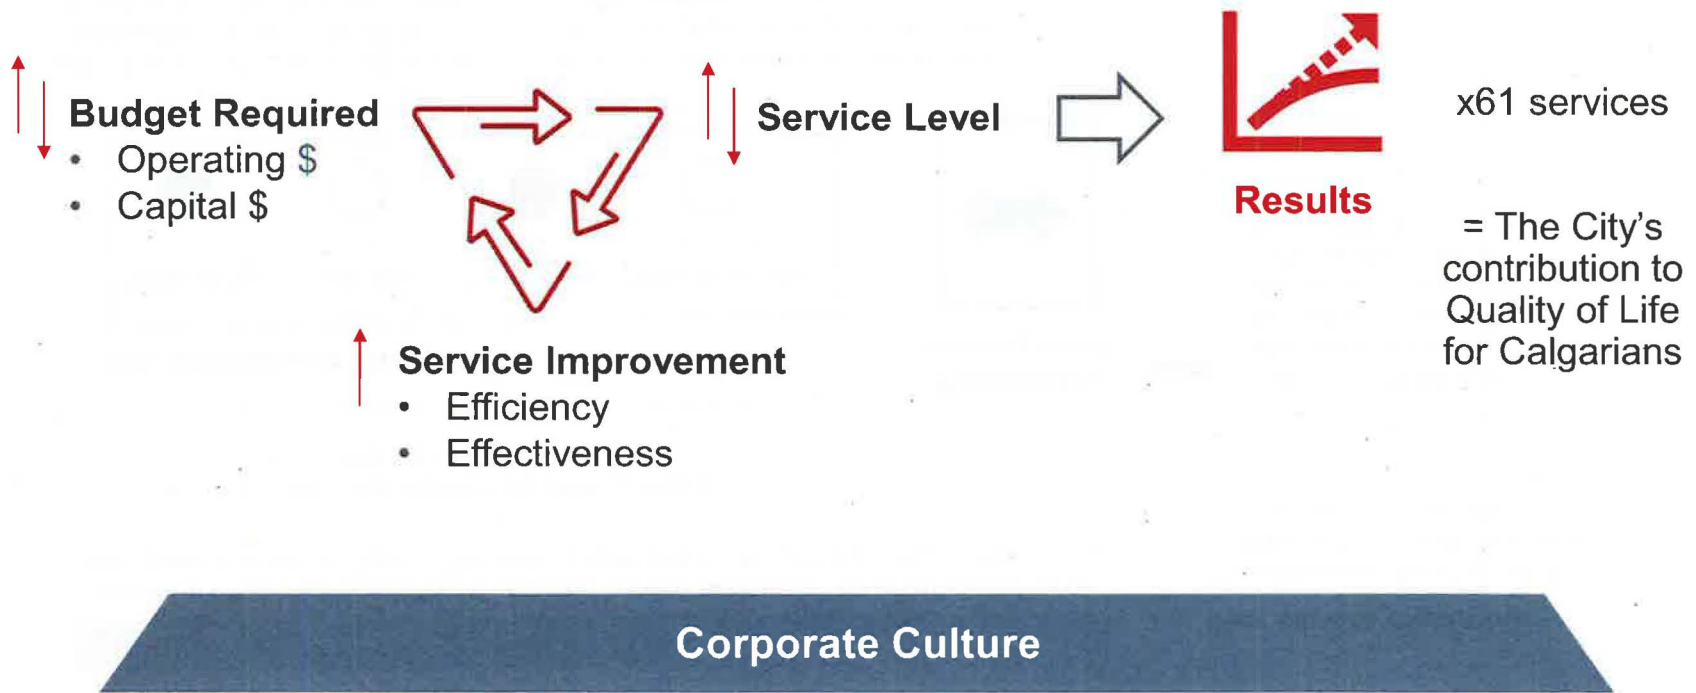 Budget Required
• Operating $
• Capital $
Service Level
Service Improvement
• Efficiency
• Effectiveness
Results
x61 services
= The City's
contribution to
Quality of Life
for Calgarians
Corporate Culture